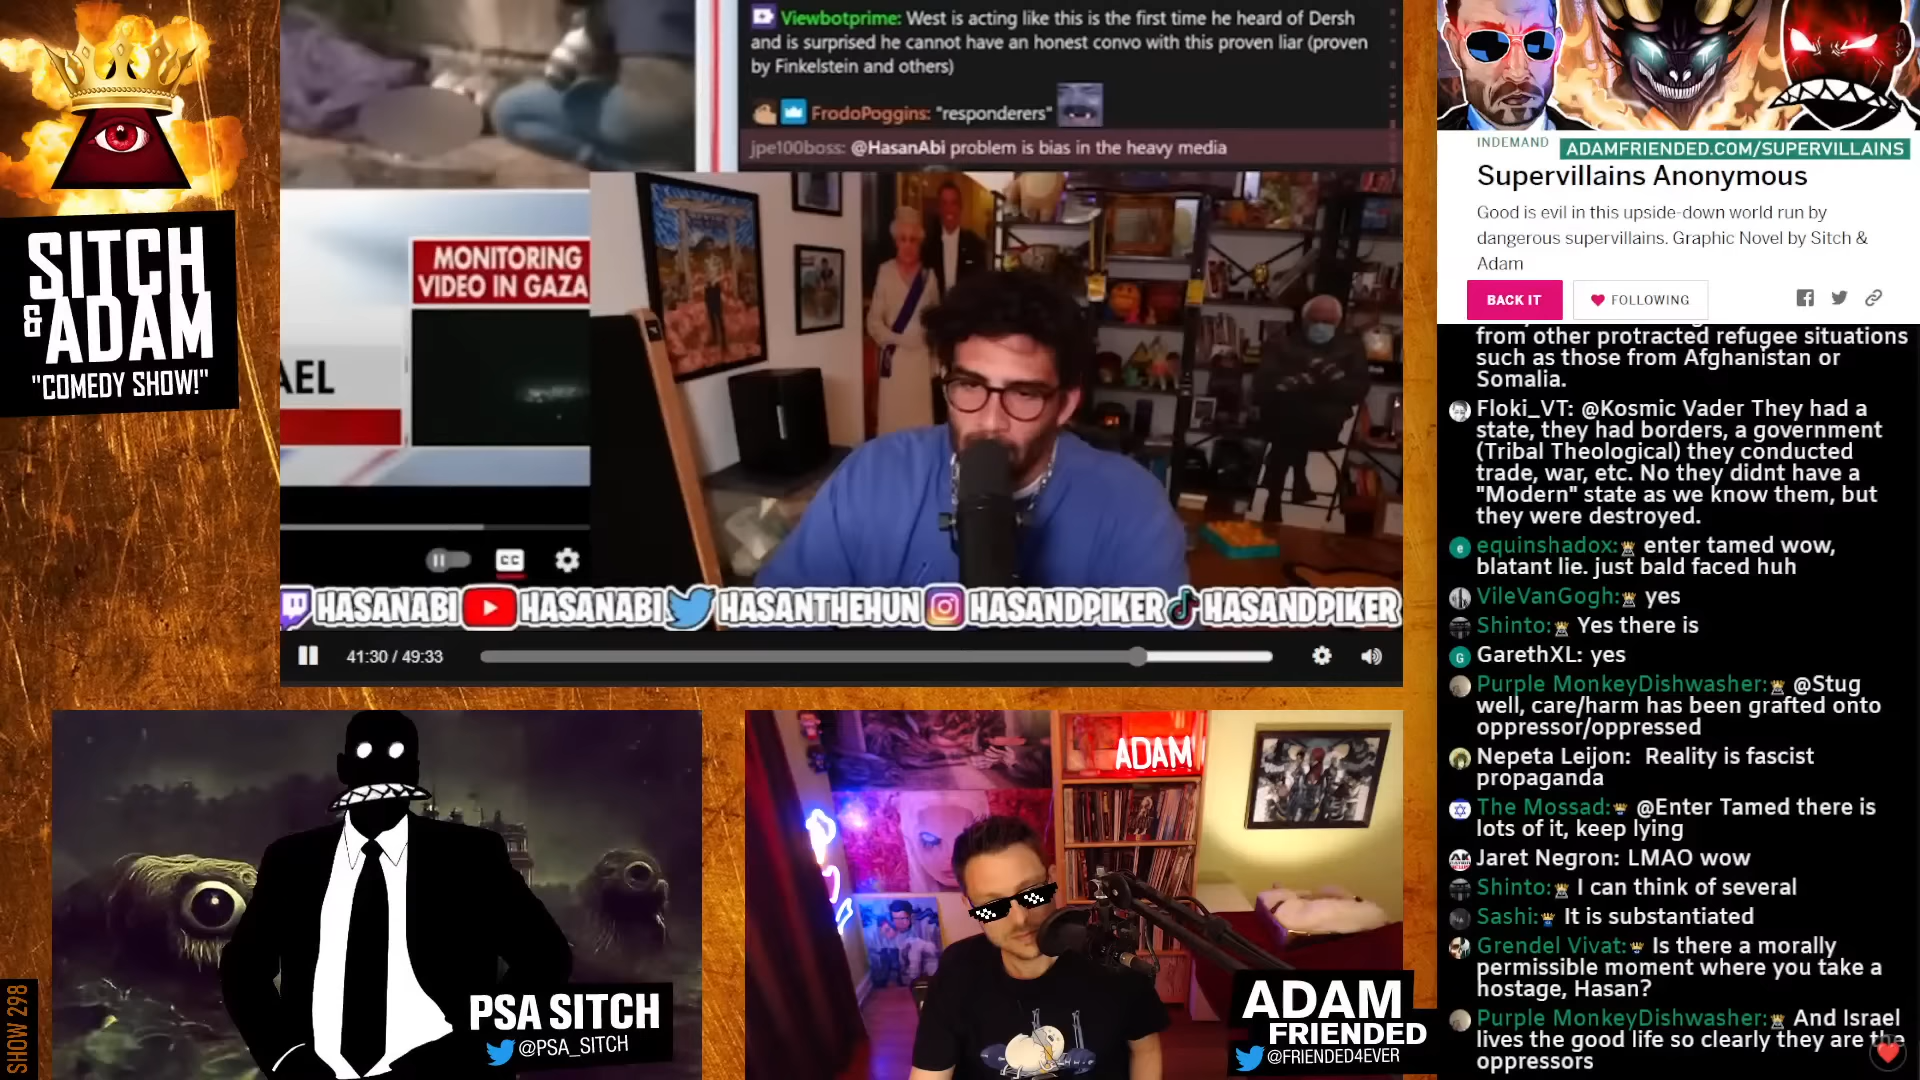 SITCH
&ADAM
"COMEDY SHOW!"
SHOW 298
Viewbotprime: West is acting like this is the first time he heard of Dersh
and is surprised he cannot have an honest convo with this proven liar (proven
by Finkelstein and others)
FrodoPoggins: "responderers"
jpe100boss: @HasanAbi problem is bias in the heavy media
MONITORING
VIDEO IN GAZA
AEL
CC
HASANABI HASANABI HASANTHEHUN HASANDPIKER HASANDPIKER
41:30 / 49:33
PSA SITCH
@PSA_SITCH
ADAM
ADAM
FRIENDED
@FRIENDED4EVER
INDEMAND
ADAMFRIENDED.COM/SUPERVILLAINS
Supervillains Anonymous
Good is evil in this upside-down world run by
dangerous supervillains. Graphic Novel by Sitch &
Adam
BACK IT
FOLLOWING
from other protracted refugee situations
such as those from Afghanistan or
Somalia.
Floki_VT: @Kosmic Vader They had a
state, they had borders, a government
(Tribal Theological) they conducted
trade, war, etc. No they didnt have a
"Modern" state as we know them, but
they were destroyed.
equinshadox: enter tamed wow,
blatant lie. just bald faced huh
VileVanGogh: yes
Shinto: Yes there is
GarethXL: yes
Purple MonkeyDishwasher: @Stug
well, care/harm has been grafted onto
oppressor/oppressed
Nepeta Leijon: Reality is fascist
propaganda
The Mossad: @Enter Tamed there is
lots of it, keep lying
Jaret Negron: LMAO wow
Shinto: I can think of several
Sashi: It is substantiated
Grendel Vivat: Is there a morally
permissible moment where you take a
hostage, Hasan?
Purple MonkeyDishwasher: And Israel
lives the good life so clearly they are the
oppressors